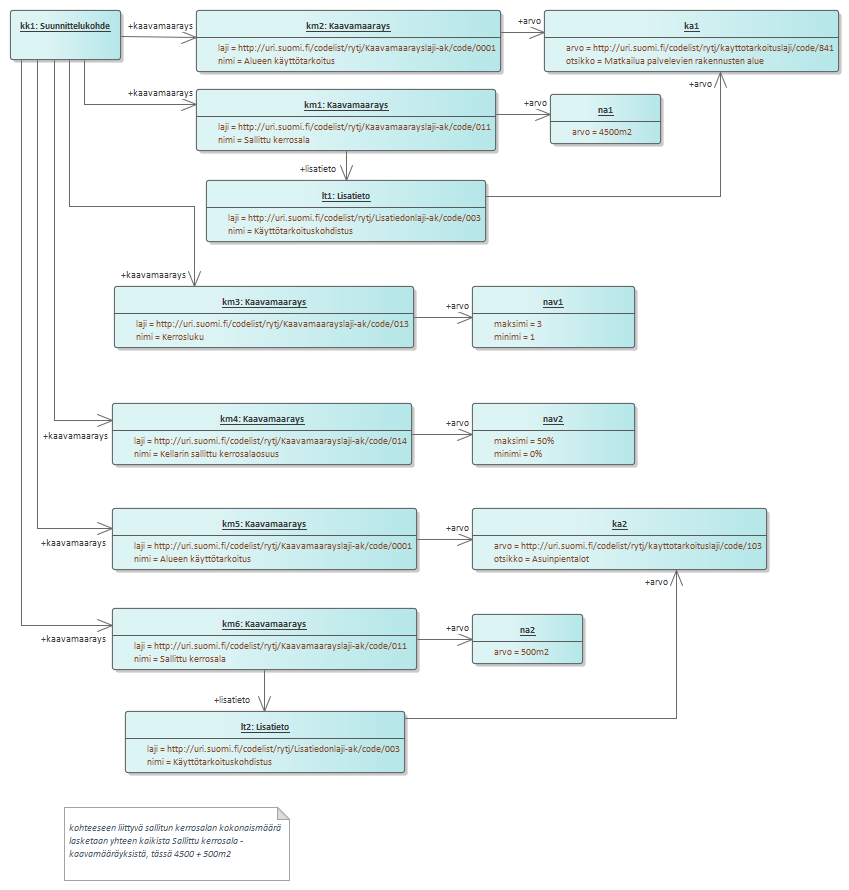 kk1: Suunnittelukohde
+kaavamaarays
km2: Kaavamaarays
laji = http://uri.suomi.fi/codelist/rytj/Kaavamaarayslaji-ak/code/0001
nimi = Alueen käyttötarkoitus
+arvo
ka1
arvo = http://uri.suomi.fi/codelist/rytj/kayttotarkoituslaji/code/841
otsikko = Matkailua palvelevien rakennusten alue
+kaavamaarays
km1: Kaavamaarays
laji = http://uri.suomi.fi/codelist/rytj/Kaavamaarayslaji-ak/code/011
nimi = Sallittu kerrosala
+arvo
na1
arvo = 4500m2
+arvo
+lisatieto
lt1: Lisatieto
laji = http://uri.suomi.fi/codelist/rytj/Lisatiedonlaji-ak/code/003
nimi = Käyttötarkoituskohdistus
+kaavamaarays
km3: Kaavamaarays
laji = http://uri.suomi.fi/codelist/rytj/Kaavamaarayslaji-ak/code/013
nimi = Kerrosluku
+arvo
nav1
maksimi = 3
minimi = 1
+kaavamaarays
km4: Kaavamaarays
laji = http://uri.suomi.fi/codelist/rytj/Kaavamaarayslaji-ak/code/014
nimi = Kellarin sallittu kerrosalaosuus
+arvo
nav2
maksimi = 50%
minimi = 0%
+kaavamaarays
km5: Kaavamaarays
laji = http://uri.suomi.fi/codelist/rytj/Kaavamaarayslaji-ak/code/0001
nimi = Alueen käyttötarkoitus
+arvo
ka2
arvo = http://uri.suomi.fi/codelist/rytj/kayttotarkoituslaji/code/103
otsikko = Asuinpientalot
+arvo
+kaavamaarays
km6: Kaavamaarays
laji = http://uri.suomi.fi/codelist/rytj/Kaavamaarayslaji-ak/code/011
nimi = Sallittu kerrosala
+arvo
na2
arvo = 500m2
+lisatieto
lt2: Lisatieto
laji = http://uri.suomi.fi/codelist/rytj/Lisatiedonlaji-ak/code/003
nimi = Käyttötarkoituskohdistus
kohteeseen liittyvä sallitun kerrosalan kokonaismäärä
lasketaan yhteen kaikista Sallittu kerrosala -
kaavamääräyksistä, tässä 4500 + 500m2